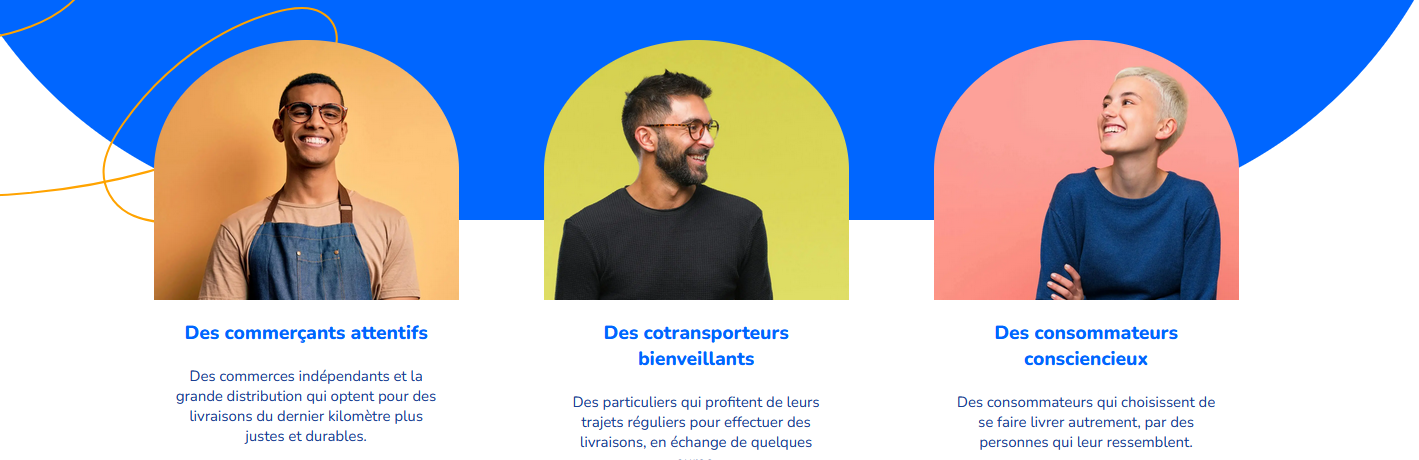 Des commerçants attentifs
Des commerces indépendants et la
grande distribution qui optent pour des
livraisons du dernier kilomètre plus
justes et durables.
Des cotransporteurs
bienveillants
Des particuliers qui profitent de leurs
trajets réguliers pour effectuer des
livraisons, en échange de quelques
Des consommateurs
consciencieux
Des consommateurs qui choisissent de
se faire livrer autrement, par des
personnes qui leur ressemblent.